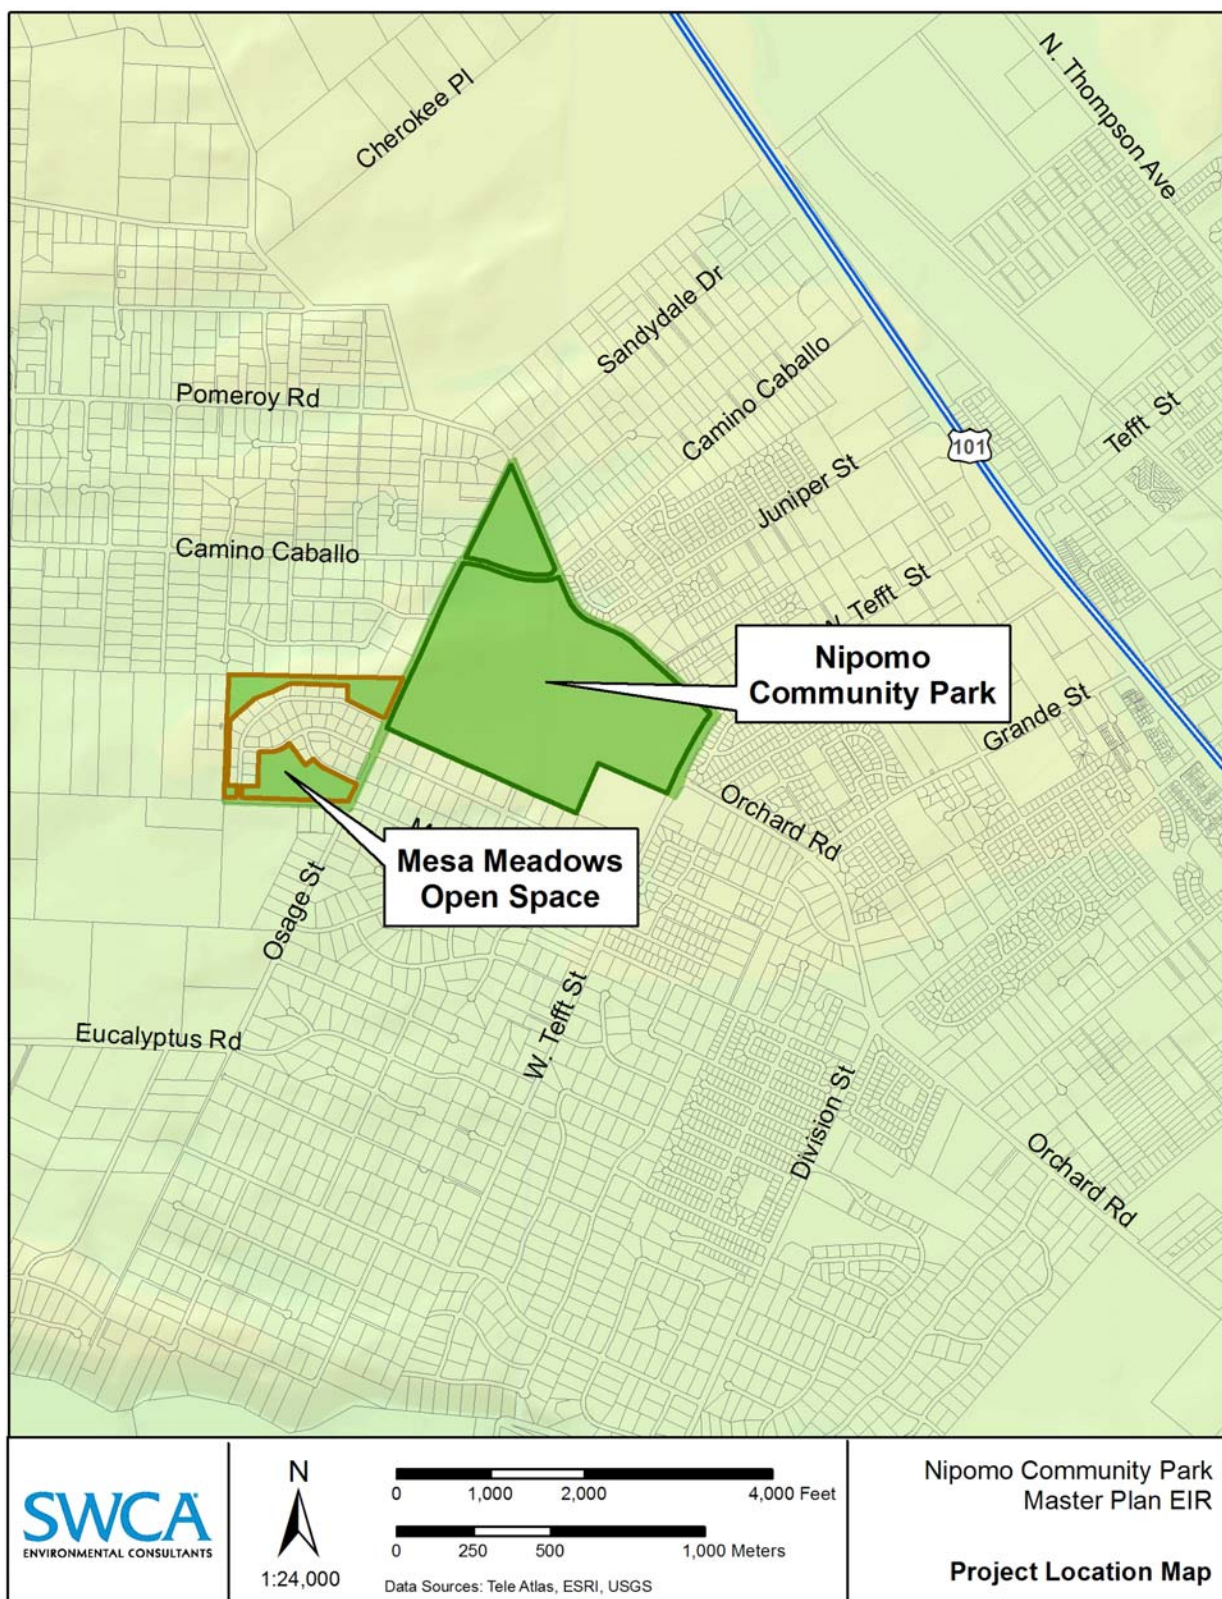 N. Thompson Ave
Cherokee Pl
Sandydale Dr
Camino Caballo
Pomeroy Rd
Tefft St
101
Juniper St
Camino Caballo
W. Tefft St
Nipomo
Community Park
Grande St
Orchard Rd
Mesa Meadows
Open Space
Osage St
W. Tefft St
Eucalyptus Rd
Division St
Orchard Rd
SWCA
ENVIRONMENTAL CONSULTANTS
N
1:24,000
0 1,000 2,000 4,000 Feet
0 250 500 1,000 Meters
Data Sources: Tele Atlas, ESRI, USGS
Nipomo Community Park
Master Plan EIR
Project Location Map